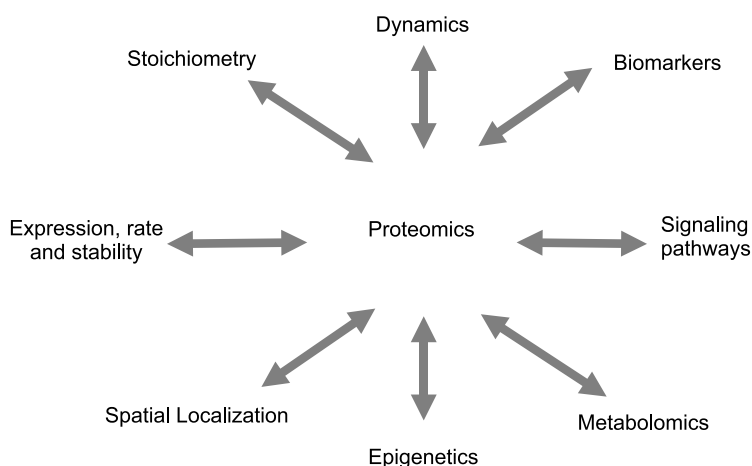 Dynamics
Stoichiometry
Biomarkers
Expression, rate
and stability
Proteomics
Signaling
pathways
Spatial Localization
Metabolomics
Epigenetics